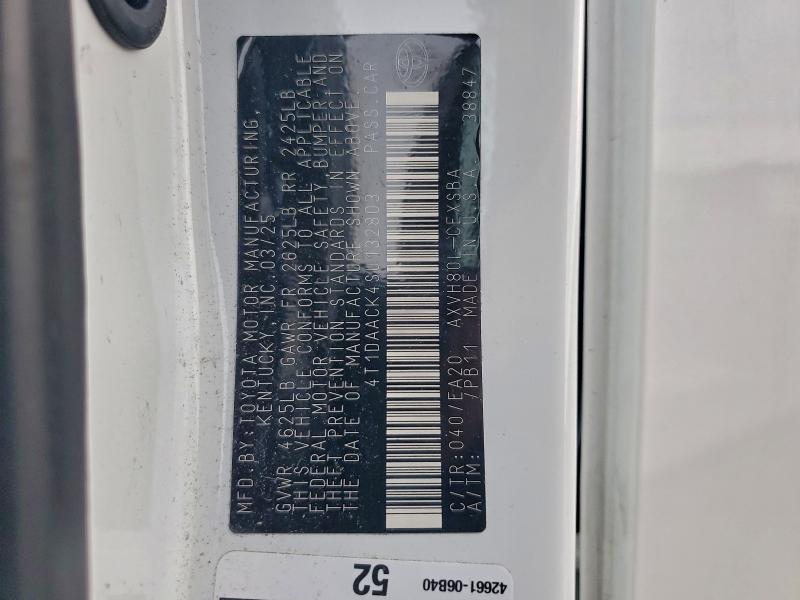 MFD. BY: TOYOTA MOTOR MANUFACTURING,
KENTUCKY, INC. 03/25
GVWR 4625LB GAWR FR 2625LB RR 2425LB
THIS VEHICLE CONFORMS TO ALL APPLICABLE
FEDERAL MOTOR VEHICLE SAFETY, BUMPER AND
THEFT PREVENTION STANDARDS IN EFFECT ON
THE DATE OF MANUFACTURE SHOWN ABOVE.
PASS. CAR
C/TR: 040/EA20 AXVH80L-CEXSBA
A/TM: /PB11 MADE IN U.S.A. 38847
52
42661-06B40